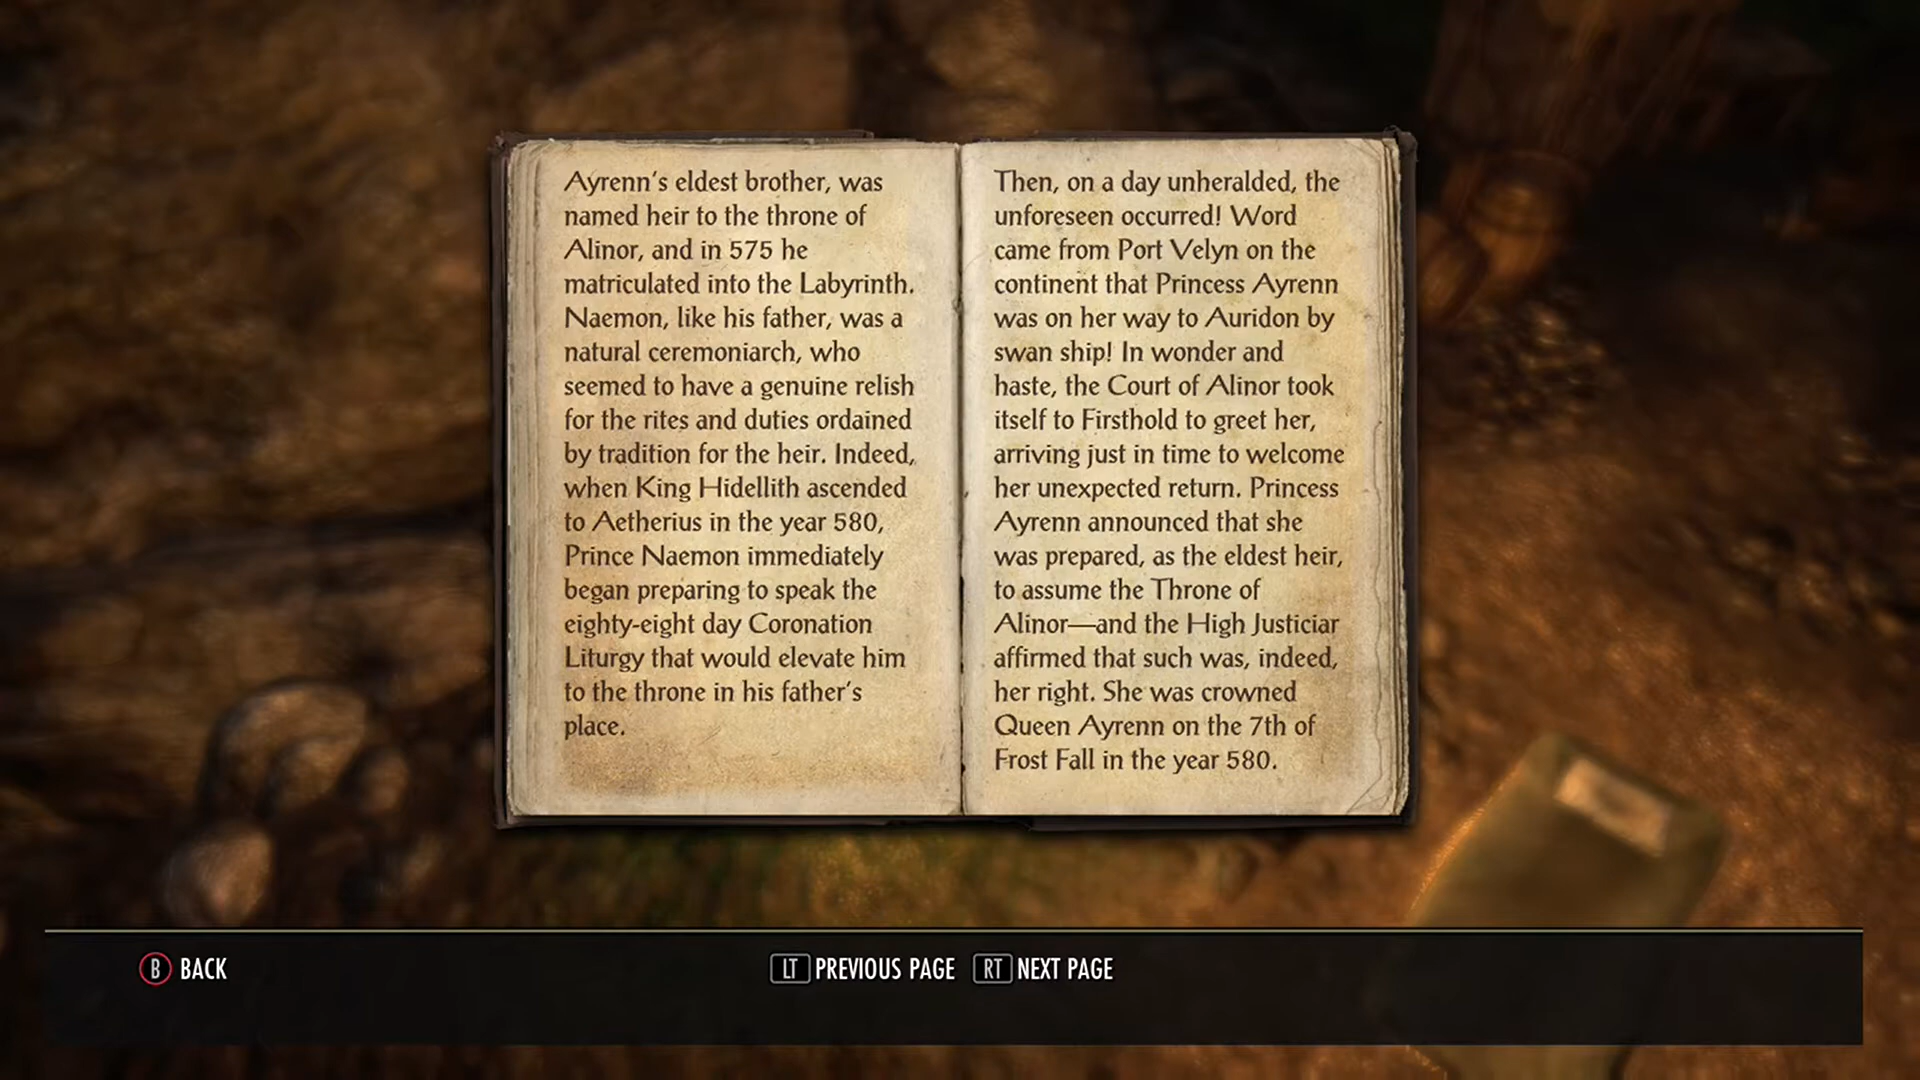 Ayrenn's eldest brother, was
named heir to the throne of
Alinor, and in 575 he
matriculated into the Labyrinth.
Naemon, like his father, was a
natural ceremoniarch, who
seemed to have a genuine relish
for the rites and duties ordained
by tradition for the heir. Indeed,
when King Hidellith ascended
to Aetherius in the year 580,
Prince Naemon immediately
began preparing to speak the
eighty-eight day Coronation
Liturgy that would elevate him
to the throne in his father's
place.
Then, on a day unheralded, the
unforeseen occurred! Word
came from Port Velyn on the
continent that Princess Ayrenn
was on her way to Auridon by
swan ship! In wonder and
haste, the Court of Alinor took
itself to Firsthold to greet her,
arriving just in time to welcome
her unexpected return. Princess
Ayrenn announced that she
was prepared, as the eldest heir,
to assume the Throne of
Alinor—and the High Justiciar
affirmed that such was, indeed,
her right. She was crowned
Queen Ayrenn on the 7th of
Frost Fall in the year 580.
B BACK
LT PREVIOUS PAGE RT NEXT PAGE